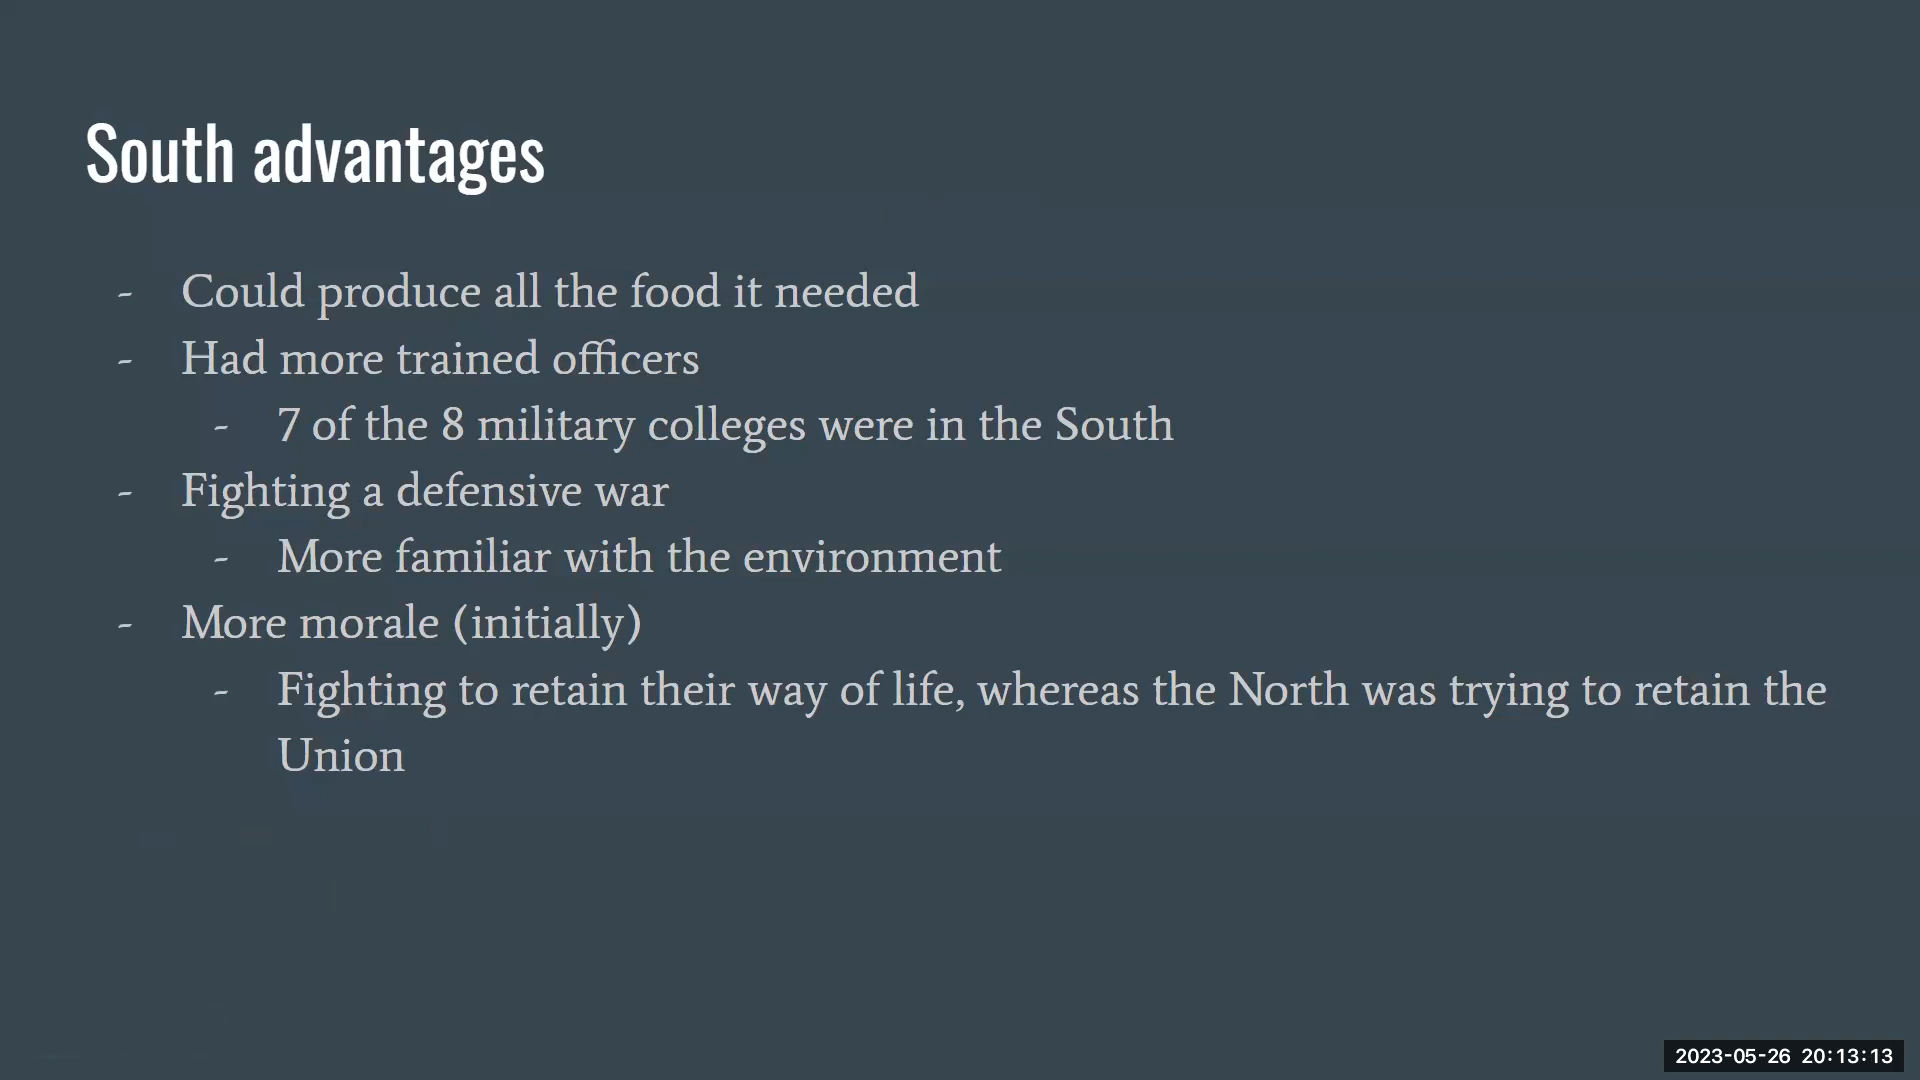 South advantages
- Could produce all the food it needed
- Had more trained officers
- 7 of the 8 military colleges were in the South
- Fighting a defensive war
- More familiar with the environment
- More morale (initially)
- Fighting to retain their way of life, whereas the North was trying to retain the
Union
2023-05-26 20:13:13